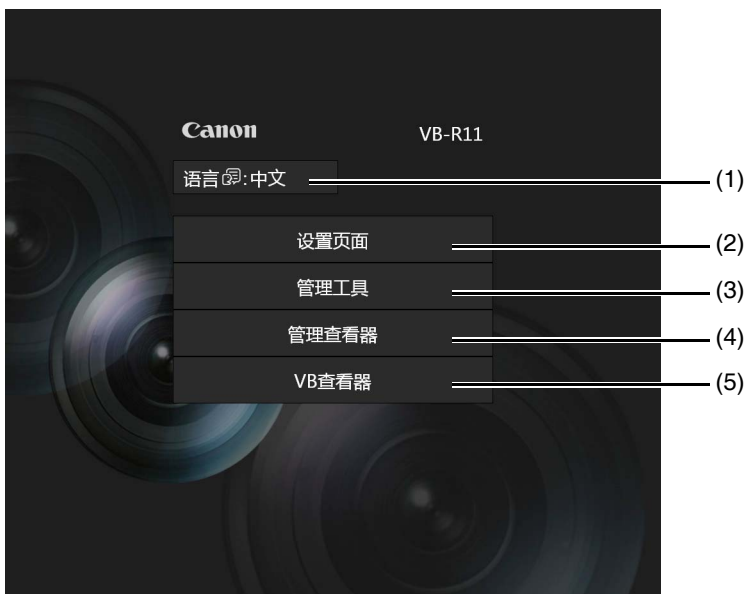 Canon VB-R11
语言:中文 (1)
设置页面 (2)
管理工具 (3)
管理查看器 (4)
VB查看器 (5)